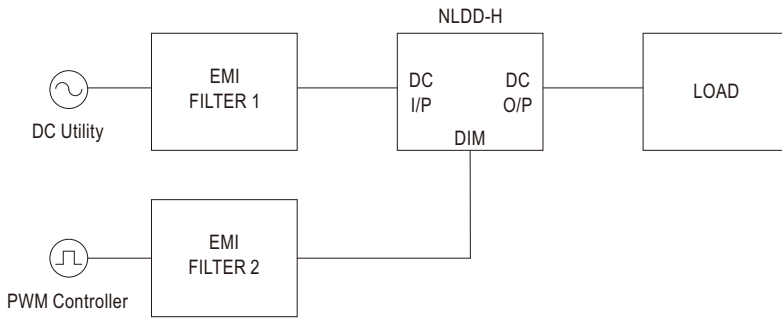 NLDD-H
EMI
FILTER 1
DC
I/P
DC
O/P
DIM
LOAD
DC Utility
EMI
FILTER 2
PWM Controller